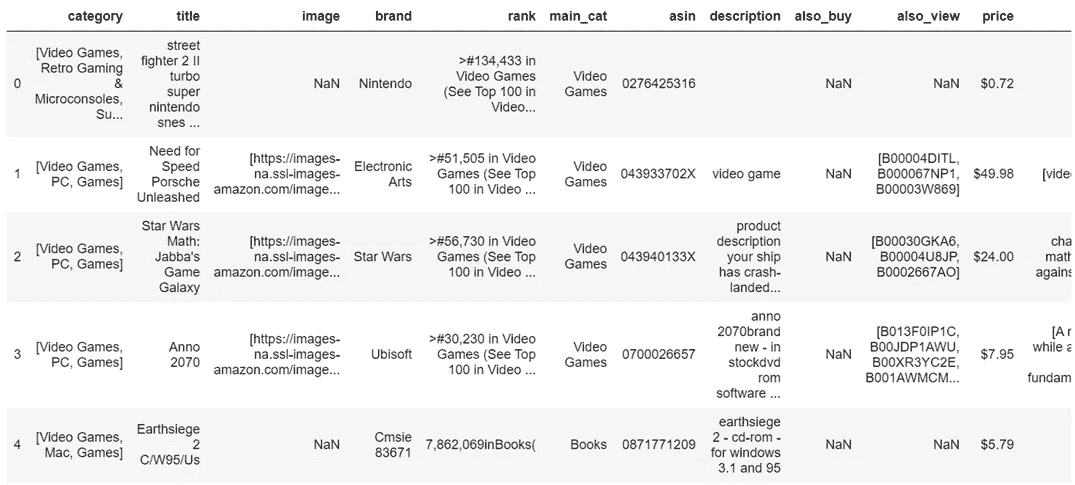 category title image brand rank main_cat asin description also_buy also_view price
0 [Video Games, Retro Gaming & Microconsoles, Su... street fighter 2 II turbo super nintendo snes ... NaN Nintendo >#134,433 in Video Games (See Top 100 in Video... Video Games 0276425316 NaN NaN $0.72
1 [Video Games, PC, Games] Need for Speed Porsche Unleashed [https://images-na.ssl-images-amazon.com/image... Electronic Arts >#51,505 in Video Games (See Top 100 in Video ... Video Games 043933702X video game NaN [B00004DITL, B000067NP1, B00003W869] $49.98 [vide
2 [Video Games, PC, Games] Star Wars Math: Jabba's Game Galaxy [https://images-na.ssl-images-amazon.com/image... Star Wars >#56,730 in Video Games (See Top 100 in Video ... Video Games 043940133X product description your ship has crash-landed... NaN [B00030GKA6, B00004U8JP, B0002667AO] $24.00 cha math agains
3 [Video Games, PC, Games] Anno 2070 [https://images-na.ssl-images-amazon.com/image... Ubisoft >#30,230 in Video Games (See Top 100 in Video ... Video Games 0700026657 anno 2070brand new - in stockdvd rom software ... NaN [B013F0IP1C, B00JDP1AWU, B00XR3YC2E, B001AWMCM... $7.95 [A r while a fundam
4 [Video Games, Mac, Games] Earthsiege 2 C/W95/Us NaN Cmsie 83671 7,862,069inBooks( Books 0871771209 earthsiege 2 - cd-rom - for windows 3.1 and 95 NaN NaN $5.79